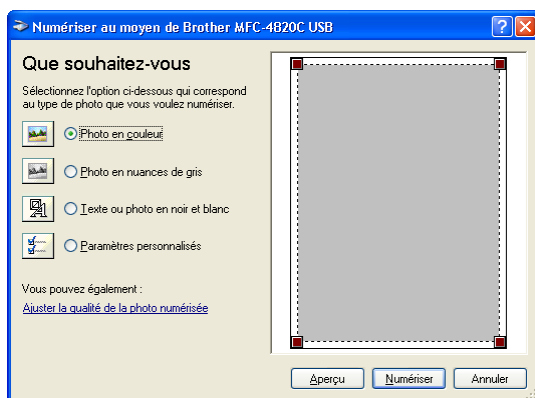 Numériser au moyen de Brother MFC-4820C USB
Que souhaitez-vous
Sélectionnez l'option ci-dessous qui correspond
au type de photo que vous voulez numériser.
Photo en couleur
Photo en nuances de gris
Texte ou photo en noir et blanc
Paramètres personnalisés
Vous pouvez également :
Ajuster la qualité de la photo numérisée
Aperçu
Numériser
Annuler